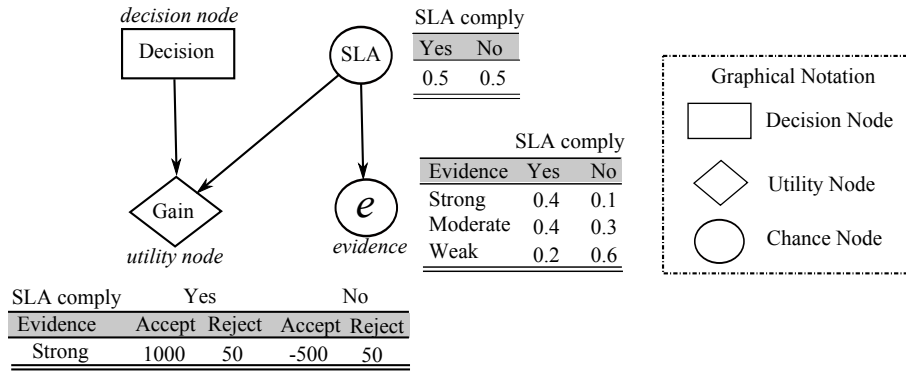 decision node
Decision
SLA
SLA comply
Yes No
0.5 0.5
Gain
utility node
e
evidence
SLA comply
Evidence Yes No
Strong 0.4 0.1
Moderate 0.4 0.3
Weak 0.2 0.6
Graphical Notation
Decision Node
Utility Node
Chance Node
SLA comply Yes No
Evidence Accept Reject Accept Reject
Strong 1000 50 -500 50